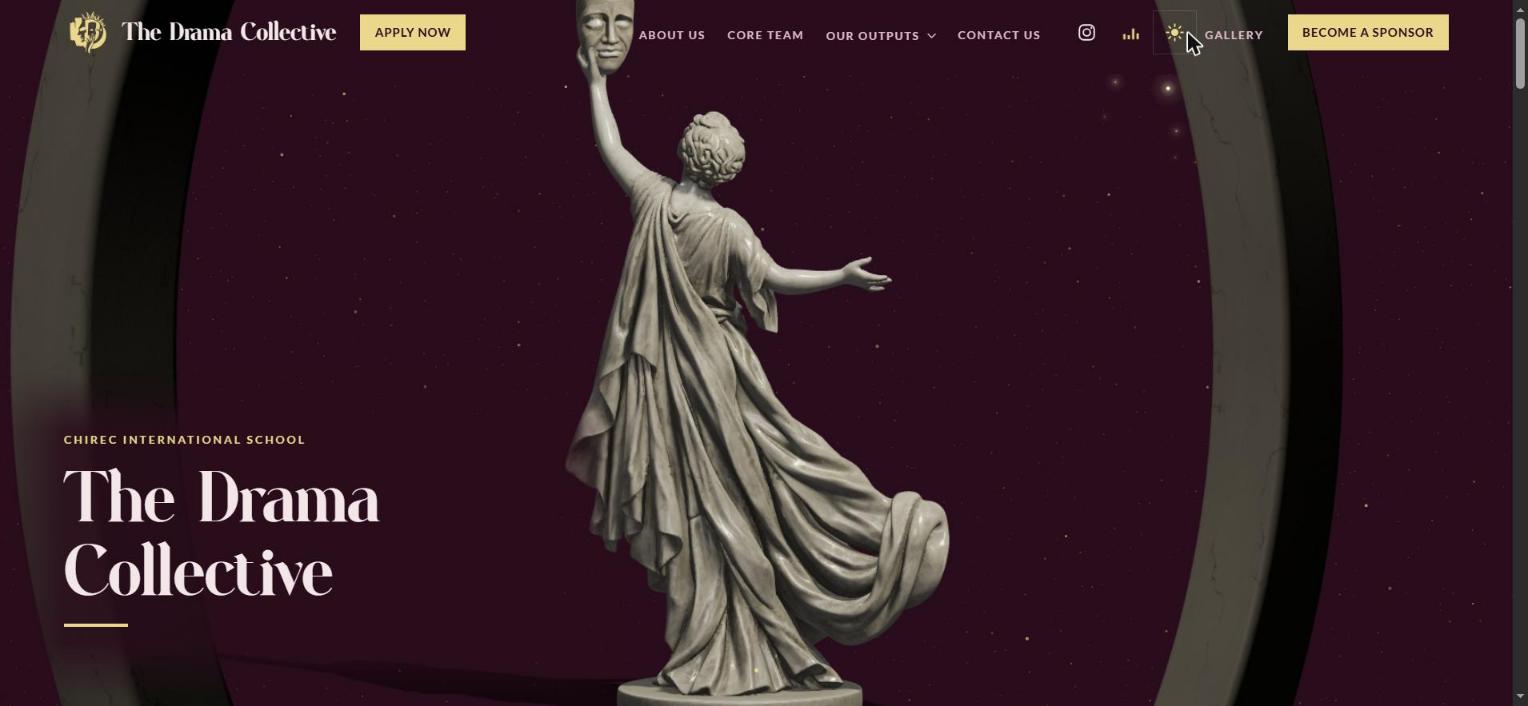 The Drama Collective
APPLY NOW
ABOUT US
CORE TEAM
OUR OUTPUTS
CONTACT US
GALLERY
BECOME A SPONSOR
CHIREC INTERNATIONAL SCHOOL
The Drama
Collective